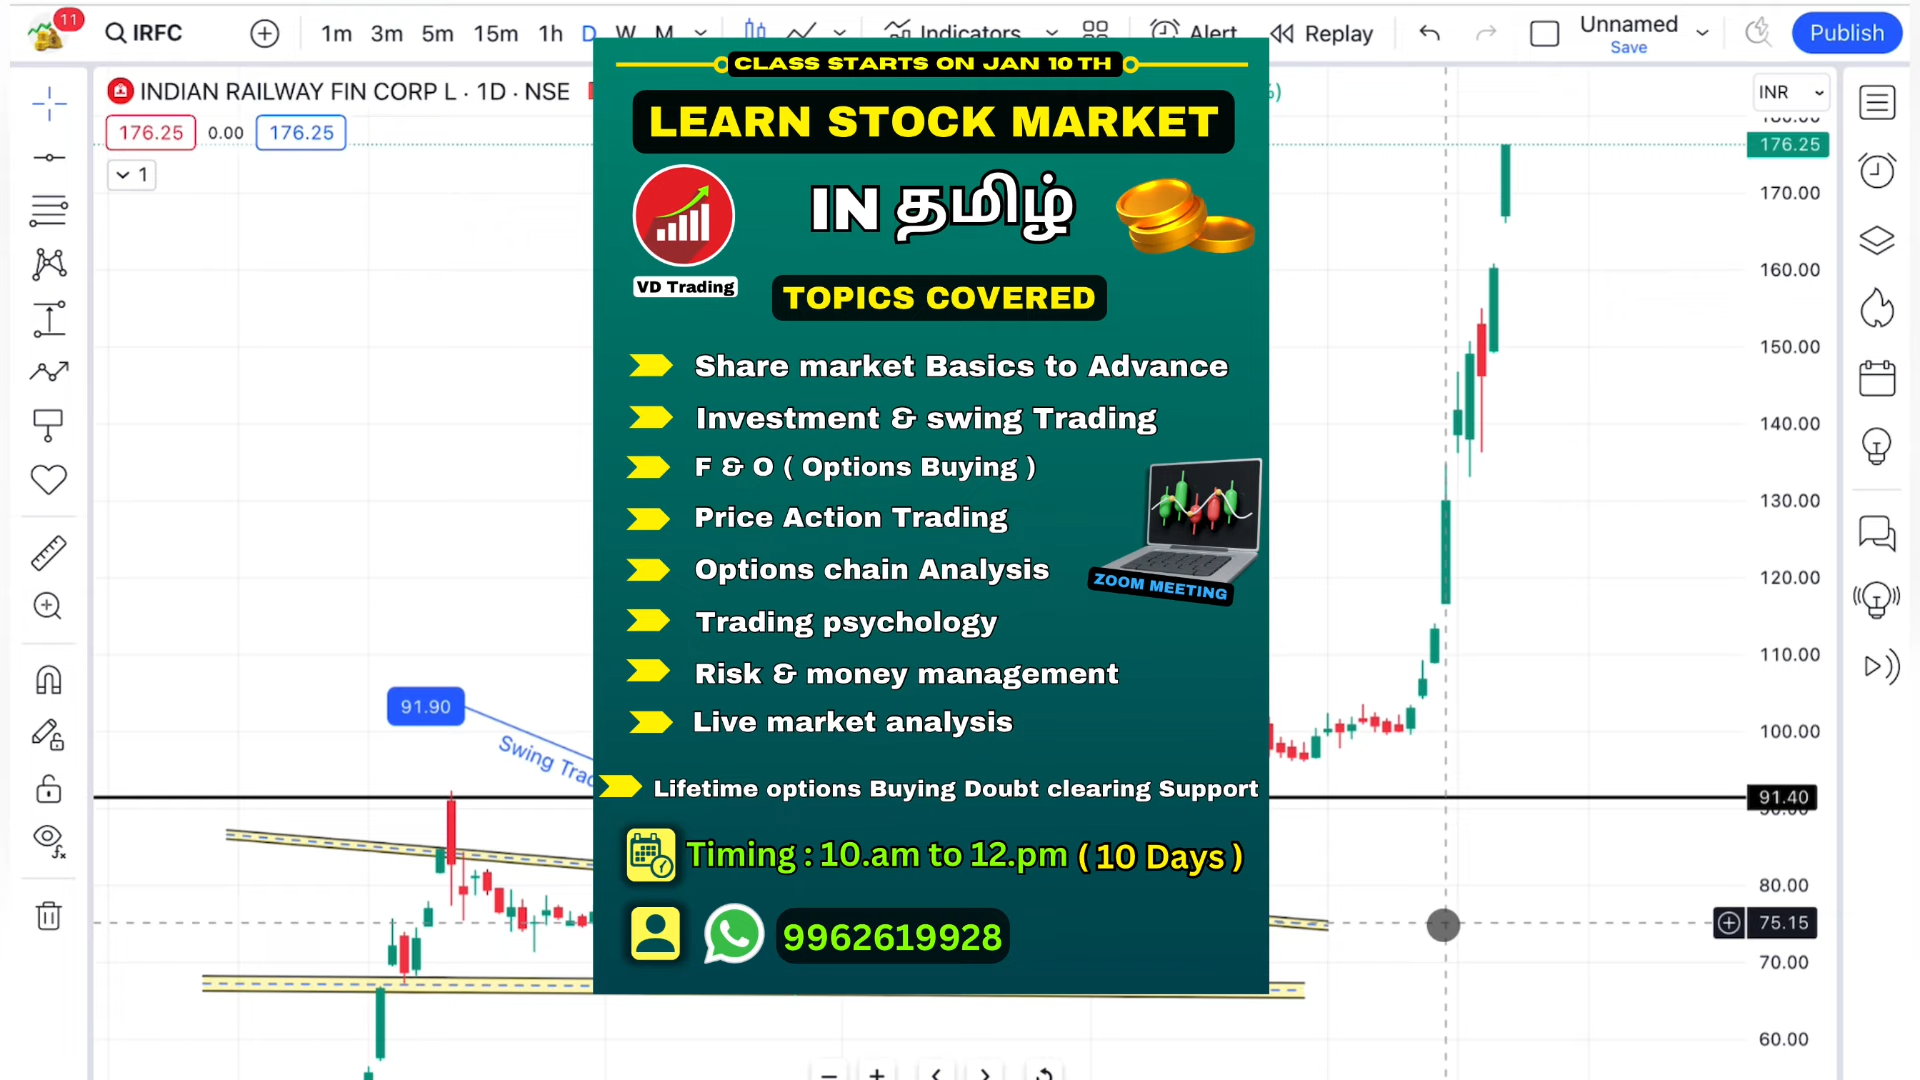 11
IRFC
1m 3m 5m 15m 1h D W M
Indicators
Alert
Replay
Unnamed
Save
Publish
INDIAN RAILWAY FIN CORP L · 1D · NSE
176.25 0.00 176.25
1
INR
176.25
170.00
160.00
150.00
140.00
130.00
120.00
110.00
100.00
91.40
80.00
75.15
70.00
60.00
91.90
Swing Trad
CLASS STARTS ON JAN 10 TH
LEARN STOCK MARKET
IN தமிழ்
VD Trading
TOPICS COVERED
Share market Basics to Advance
Investment & swing Trading
F & O ( Options Buying )
Price Action Trading
Options chain Analysis
ZOOM MEETING
Trading psychology
Risk & money management
Live market analysis
Lifetime options Buying Doubt clearing Support
Timing : 10.am to 12.pm ( 10 Days )
9962619928